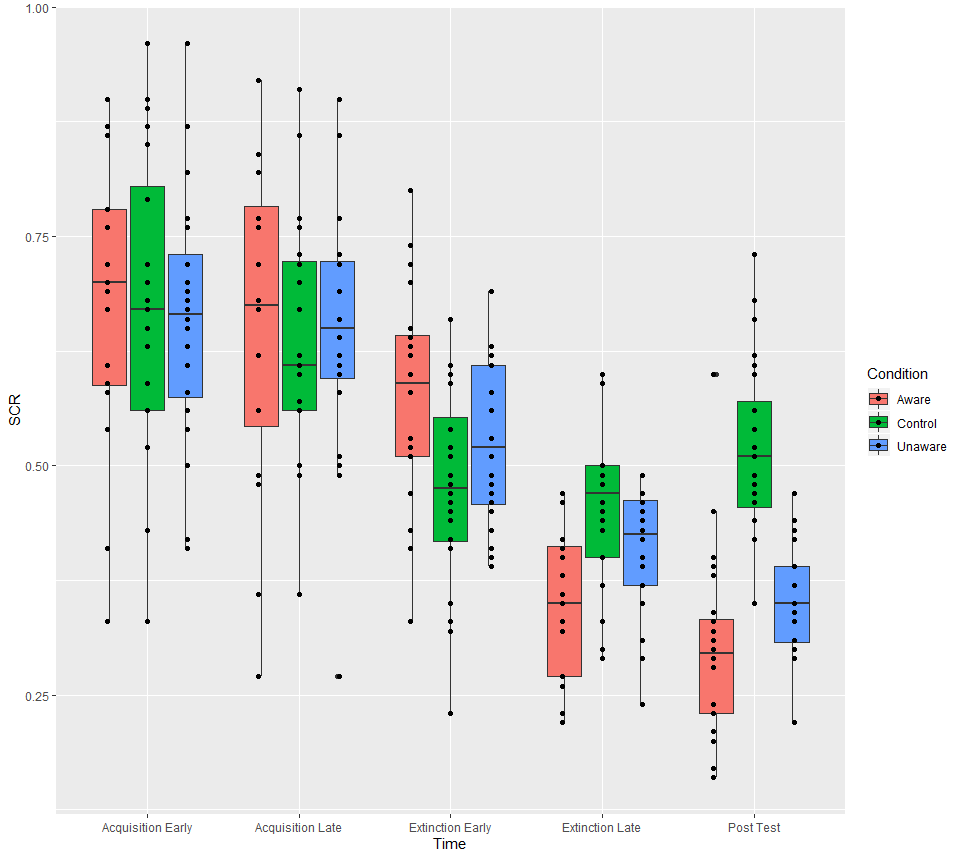 1.00
0.75
0.50
0.25
SCR
Acquisition Early
Acquisition Late
Extinction Early
Extinction Late
Post Test
Time
Condition
Aware
Control
Unaware